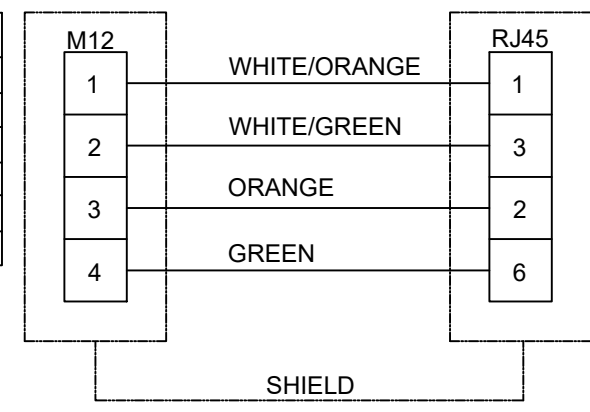 M12 RJ45
1 WHITE/ORANGE 1
2 WHITE/GREEN 3
3 ORANGE 2
4 GREEN 6
SHIELD